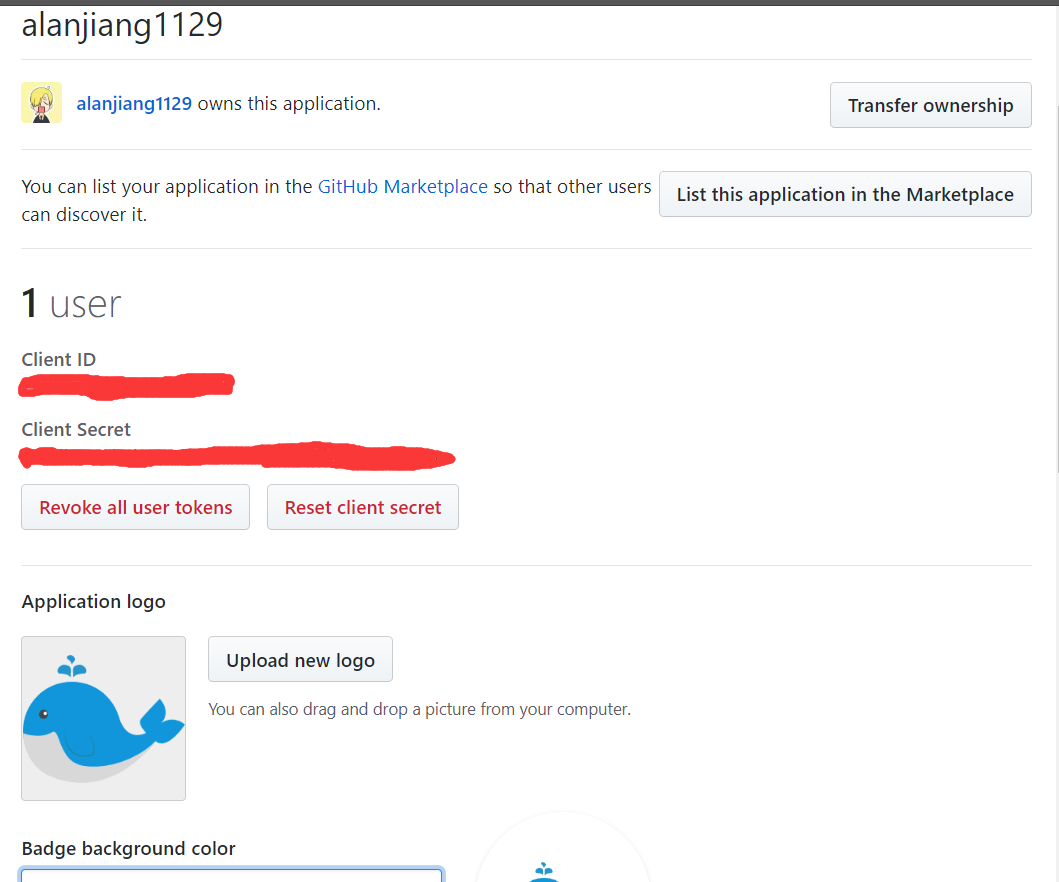 alanjiang1129
alanjiang1129 owns this application.
Transfer ownership
You can list your application in the GitHub Marketplace so that other users
can discover it.
List this application in the Marketplace
1 user
Client ID
Client Secret
Revoke all user tokens
Reset client secret
Application logo
Upload new logo
You can also drag and drop a picture from your computer.
Badge background color